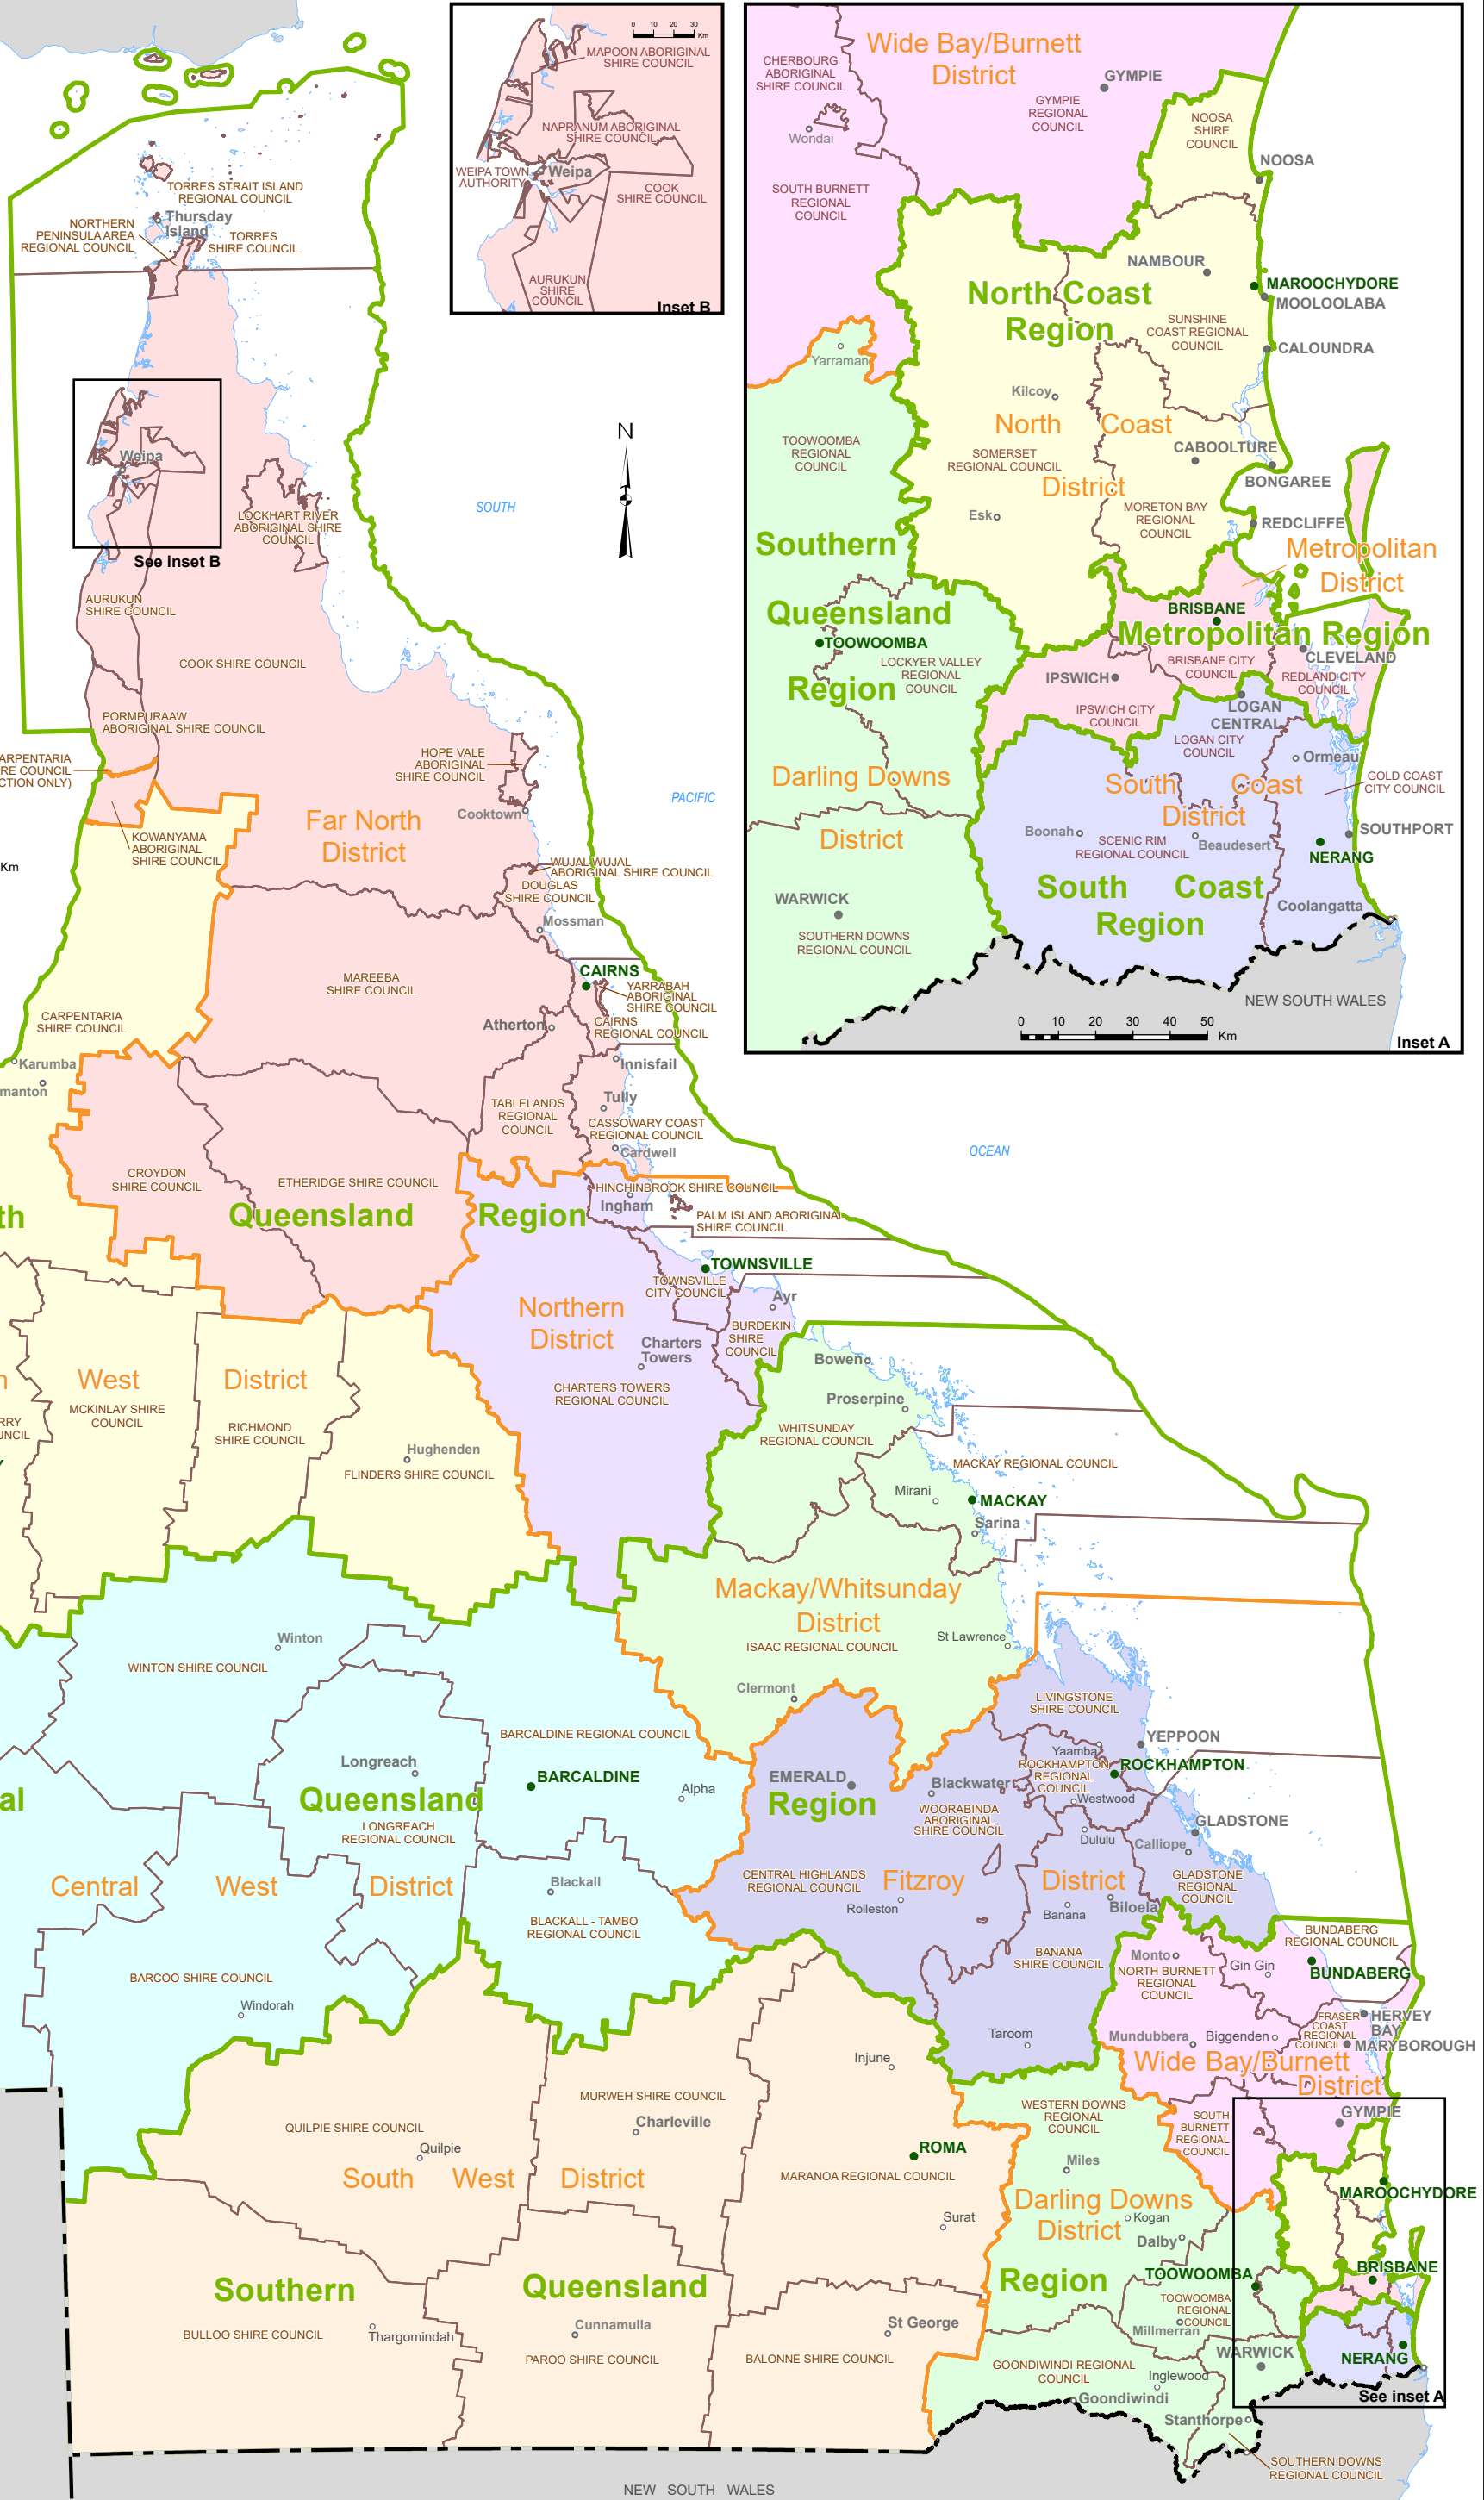 0 10 20 30
Km
MAPOON ABORIGINAL
SHIRE COUNCIL
NAPRANUM ABORIGINAL
SHIRE COUNCIL
WEIPA TOWN
AUTHORITY
Weipa
COOK
SHIRE COUNCIL
AURUKUN
SHIRE
COUNCIL
Inset B
Wide Bay/Burnett
District
CHERBOURG
ABORIGINAL
SHIRE COUNCIL
GYMPIE
GYMPIE
REGIONAL
COUNCIL
Wondai
NOOSA
SHIRE
COUNCIL
NOOSA
SOUTH BURNETT
REGIONAL
COUNCIL
NAMBOUR
MAROOCHYDORE
MOOLOOLABA
North Coast
Region
SUNSHINE
COAST REGIONAL
COUNCIL
CALOUNDRA
Yarraman
Kilcoy
North Coast
District
CABOOLTURE
TOOWOOMBA
REGIONAL
COUNCIL
SOMERSET
REGIONAL COUNCIL
BONGAREE
MORETON BAY
REGIONAL
COUNCIL
Esk
REDCLIFFE
Metropolitan
District
Southern
Queensland
Region
BRISBANE
Metropolitan Region
TOOWOOMBA
LOCKYER VALLEY
REGIONAL
COUNCIL
CLEVELAND
BRISBANE CITY
COUNCIL
REDLAND CITY
COUNCIL
IPSWICH
IPSWICH CITY
COUNCIL
LOGAN
CENTRAL
LOGAN CITY
COUNCIL
Ormeau
Darling Downs
District
South Coast
District
GOLD COAST
CITY COUNCIL
SOUTHPORT
Boonah
SCENIC RIM
REGIONAL COUNCIL
Beaudesert
NERANG
South Coast
Region
Coolangatta
WARWICK
SOUTHERN DOWNS
REGIONAL COUNCIL
NEW SOUTH WALES
0 10 20 30 40 50
Km
Inset A
TORRES STRAIT ISLAND
REGIONAL COUNCIL
Thursday
Island
NORTHERN
PENINSULA AREA
REGIONAL COUNCIL
TORRES
SHIRE COUNCIL
N
Weipa
See inset B
SOUTH
LOCKHART RIVER
ABORIGINAL SHIRE
COUNCIL
AURUKUN
SHIRE COUNCIL
COOK SHIRE COUNCIL
PORMPURAAW
ABORIGINAL SHIRE COUNCIL
ARPENTARIA
RE COUNCIL
CTION ONLY)
HOPE VALE
ABORIGINAL
SHIRE COUNCIL
PACIFIC
Cooktown
Far North
District
KOWANYAMA
ABORIGINAL
SHIRE COUNCIL
Km
WUJAL WUJAL
ABORIGINAL SHIRE COUNCIL
DOUGLAS
SHIRE COUNCIL
Mossman
MAREEBA
SHIRE COUNCIL
CAIRNS
YARRABAH
ABORIGINAL
SHIRE COUNCIL
CAIRNS
REGIONAL COUNCIL
CARPENTARIA
SHIRE COUNCIL
Atherton
Karumba
manton
Innisfail
Tully
TABLELANDS
REGIONAL
COUNCIL
CASSOWARY COAST
REGIONAL COUNCIL
Cardwell
OCEAN
CROYDON
SHIRE COUNCIL
ETHERIDGE SHIRE COUNCIL
HINCHINBROOK SHIRE COUNCIL
Ingham
th
Queensland
Region
PALM ISLAND ABORIGINAL
SHIRE COUNCIL
TOWNSVILLE
TOWNSVILLE
CITY COUNCIL
Ayr
Northern
District
BURDEKIN
SHIRE
COUNCIL
Charters
Towers
Bowen
n
West
District
CHARTERS TOWERS
REGIONAL COUNCIL
Proserpine
MCKINLAY SHIRE
COUNCIL
RRY
UNCIL
RICHMOND
SHIRE COUNCIL
WHITSUNDAY
REGIONAL COUNCIL
Hughenden
FLINDERS SHIRE COUNCIL
MACKAY REGIONAL COUNCIL
Y
Mirani
MACKAY
Sarina
Mackay/Whitsunday
District
ISAAC REGIONAL COUNCIL
St Lawrence
Winton
WINTON SHIRE COUNCIL
Clermont
LIVINGSTONE
SHIRE COUNCIL
BARCALDINE REGIONAL COUNCIL
YEPPOON
Yaamba
ROCKHAMPTON
REGIONAL
COUNCIL
ROCKHAMPTON
Longreach
BARCALDINE
Alpha
EMERALD
Blackwater
Westwood
al
Queensland
Region
WOORABINDA
ABORIGINAL
SHIRE COUNCIL
GLADSTONE
LONGREACH
REGIONAL COUNCIL
Dululu
Calliope
Central
West
District
Blackall
CENTRAL HIGHLANDS
REGIONAL COUNCIL
Fitzroy
District
GLADSTONE
REGIONAL
COUNCIL
Rolleston
Banana
Biloela
BLACKALL - TAMBO
REGIONAL COUNCIL
BUNDABERG
REGIONAL COUNCIL
BANANA
SHIRE COUNCIL
Monto
NORTH BURNETT
REGIONAL
COUNCIL
Gin Gin
BUNDABERG
BARCOO SHIRE COUNCIL
Windorah
FRASER
COAST
REGIONAL
COUNCIL
HERVEY
BAY
MARYBOROUGH
Taroom
Mundubbera
Biggenden
Injune
Wide Bay/Burnett
District
MURWEH SHIRE COUNCIL
Charleville
WESTERN DOWNS
REGIONAL
COUNCIL
SOUTH
BURNETT
REGIONAL
COUNCIL
GYMPIE
QUILPIE SHIRE COUNCIL
Quilpie
ROMA
Miles
South West District
MARANOA REGIONAL COUNCIL
MAROOCHYDORE
Darling Downs
District
Surat
Kogan
Dalby
BRISBANE
Southern
Queensland
Region
TOOWOOMBA
TOOWOOMBA
REGIONAL
COUNCIL
Millmerran
BULLOO SHIRE COUNCIL
Thargomindah
Cunnamulla
St George
PAROO SHIRE COUNCIL
BALONNE SHIRE COUNCIL
WARWICK
NERANG
GOONDIWINDI REGIONAL
COUNCIL
Inglewood
Goondiwindi
See inset A
Stanthorpe
SOUTHERN DOWNS
REGIONAL COUNCIL
NEW SOUTH WALES